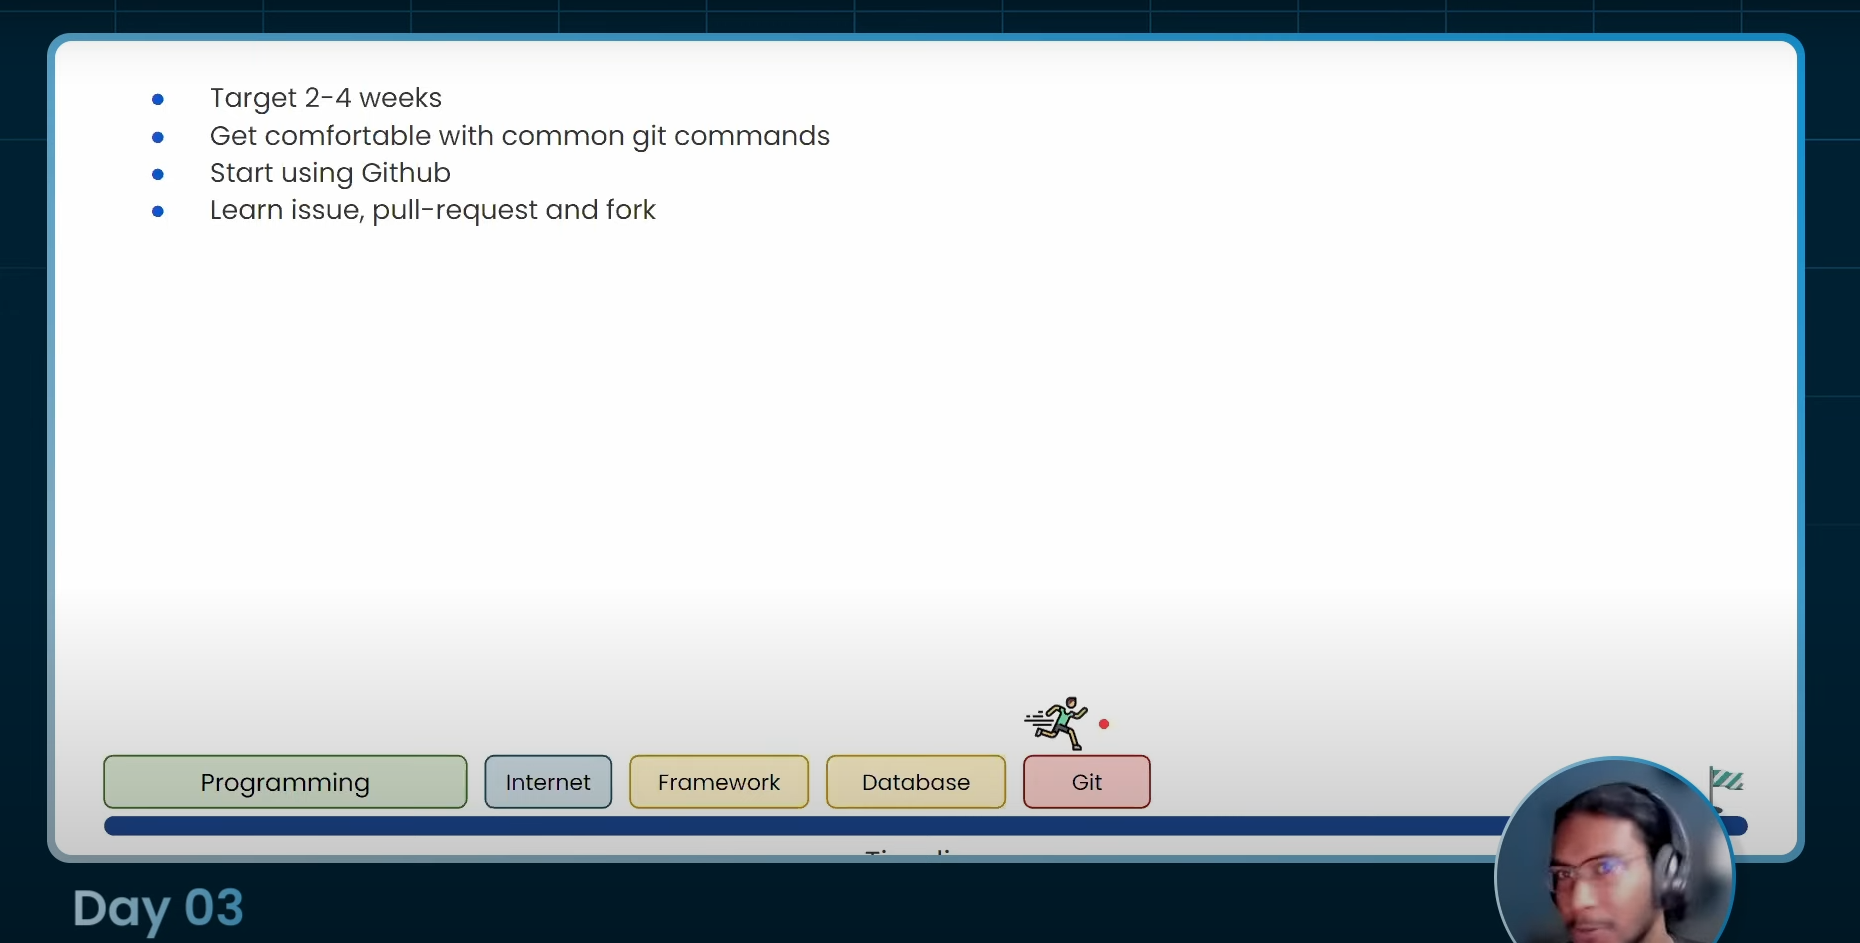 Target 2-4 weeks
Get comfortable with common git commands
Start using Github
Learn issue, pull-request and fork
Programming
Internet
Framework
Database
Git
Day 03